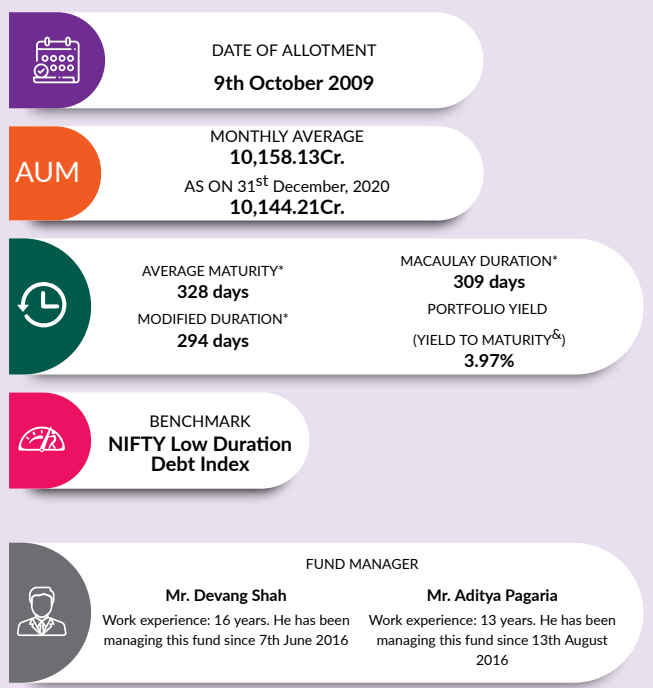 DATE OF ALLOTMENT
9th October 2009
AUM
MONTHLY AVERAGE
10,158.13Cr.
AS ON 31st December, 2020
10,144.21Cr.
AVERAGE MATURITY*
328 days
MODIFIED DURATION*
294 days
MACAULAY DURATION*
309 days
PORTFOLIO YIELD
(YIELD TO MATURITY&)
3.97%
BENCHMARK
NIFTY Low Duration
Debt Index
FUND MANAGER
Mr. Devang Shah
Work experience: 16 years. He has been
managing this fund since 7th June 2016
Mr. Aditya Pagaria
Work experience: 13 years. He has been
managing this fund since 13th August
2016